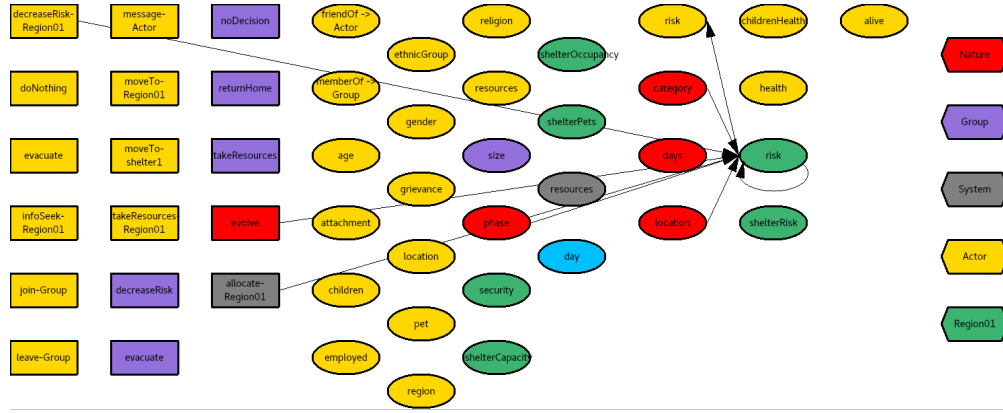 decreaseRisk-
Region01
message-
Actor
noDecision
friendOf ->
Actor
religion
risk
childrenHealth
alive
ethnicGroup
shelterOccupancy
Nature
doNothing
moveTo-
Region01
returnHome
memberOf ->
Group
resources
category
health
gender
shelterPets
Group
evacuate
moveTo-
shelter1
takeResources
age
size
days
risk
grievance
resources
System
infoSeek-
Region01
takeResources-
Region01
evolve
attachment
phase
location
shelterRisk
location
day
Actor
join-Group
decreaseRisk
allocate-
Region01
children
security
pet
Region01
leave-Group
evacuate
employed
shelterCapacity
region